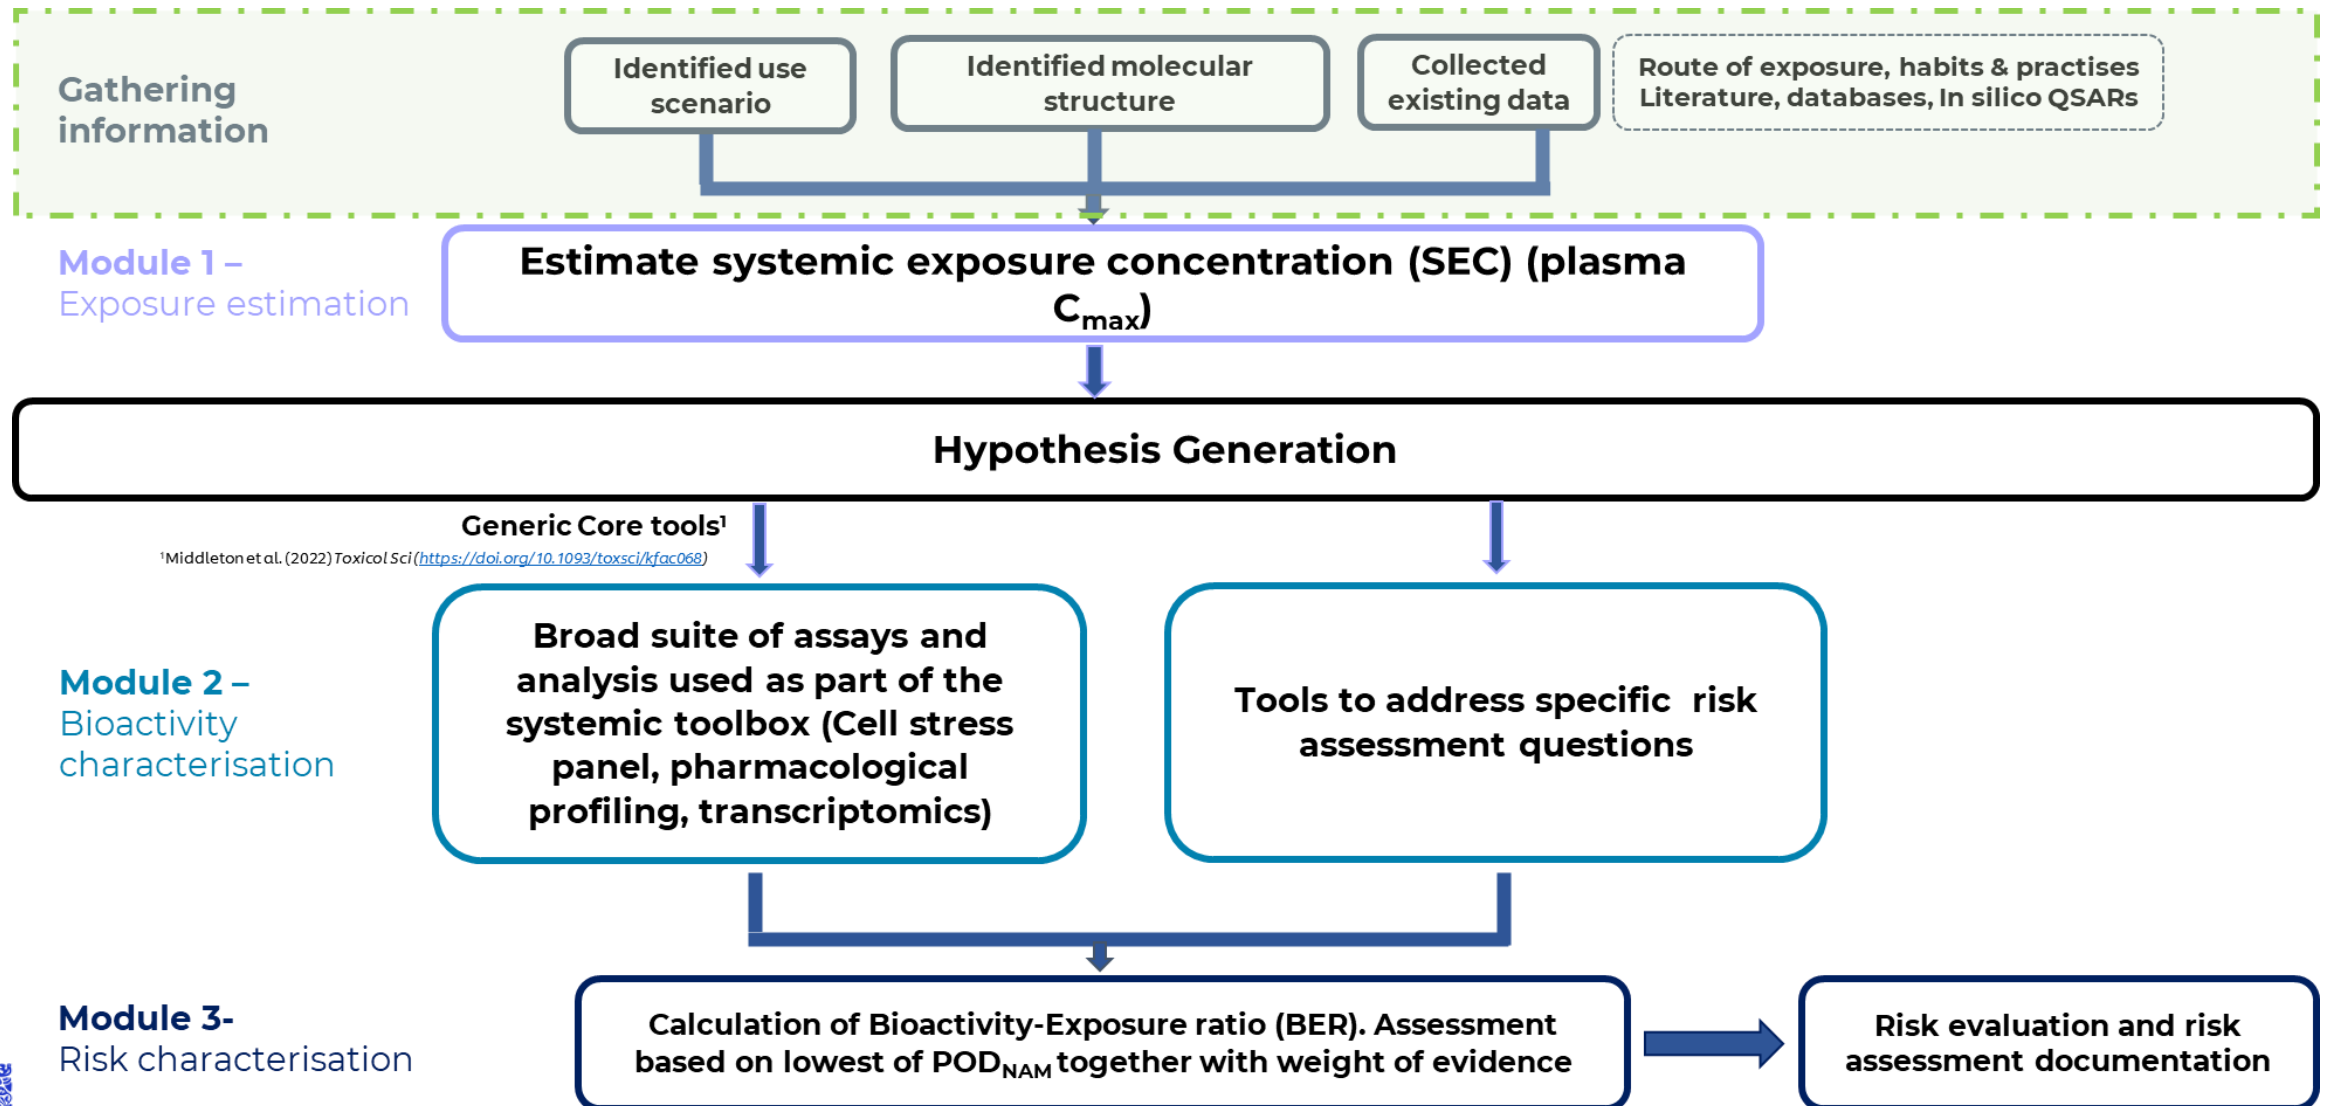 Gathering
information
Identified use
scenario
Identified molecular
structure
Collected
existing data
Route of exposure, habits & practises
Literature, databases, In silico QSARs
Module 1 –
Exposure estimation
Estimate systemic exposure concentration (SEC) (plasma
Cmax)
Hypothesis Generation
Generic Core tools¹
¹Middleton et al. (2022) Toxicol Sci (https://doi.org/10.1093/toxsci/kfac068)
Module 2 –
Bioactivity
characterisation
Broad suite of assays and
analysis used as part of the
systemic toolbox (Cell stress
panel, pharmacological
profiling, transcriptomics)
Tools to address specific risk
assessment questions
Module 3-
Risk characterisation
Calculation of Bioactivity-Exposure ratio (BER). Assessment
based on lowest of PODNAM together with weight of evidence
Risk evaluation and risk
assessment documentation